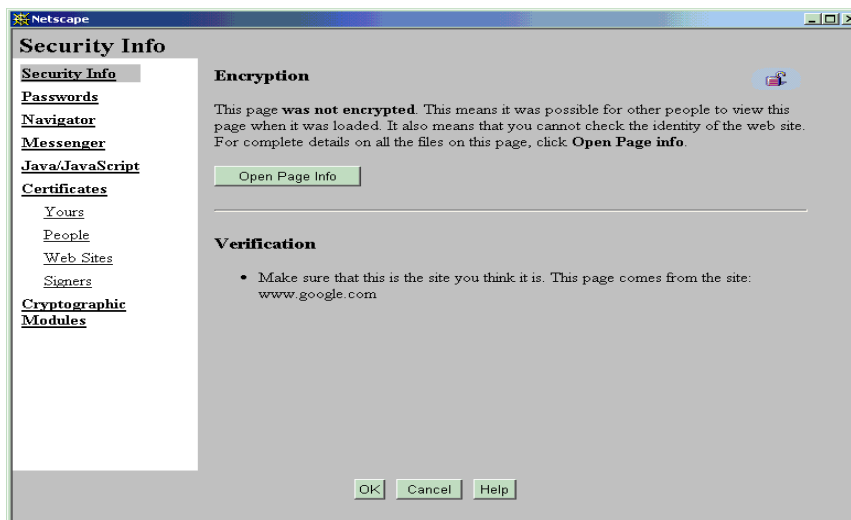 Netscape
Security Info
Security Info
Passwords
Navigator
Messenger
Java/JavaScript
Certificates
Yours
People
Web Sites
Signers
Cryptographic
Modules
Encryption
This page was not encrypted. This means it was possible for other people to view this
page when it was loaded. It also means that you cannot check the identity of the web site.
For complete details on all the files on this page, click Open Page info.
Open Page Info
Verification
• Make sure that this is the site you think it is. This page comes from the site:
www.google.com
OK Cancel Help